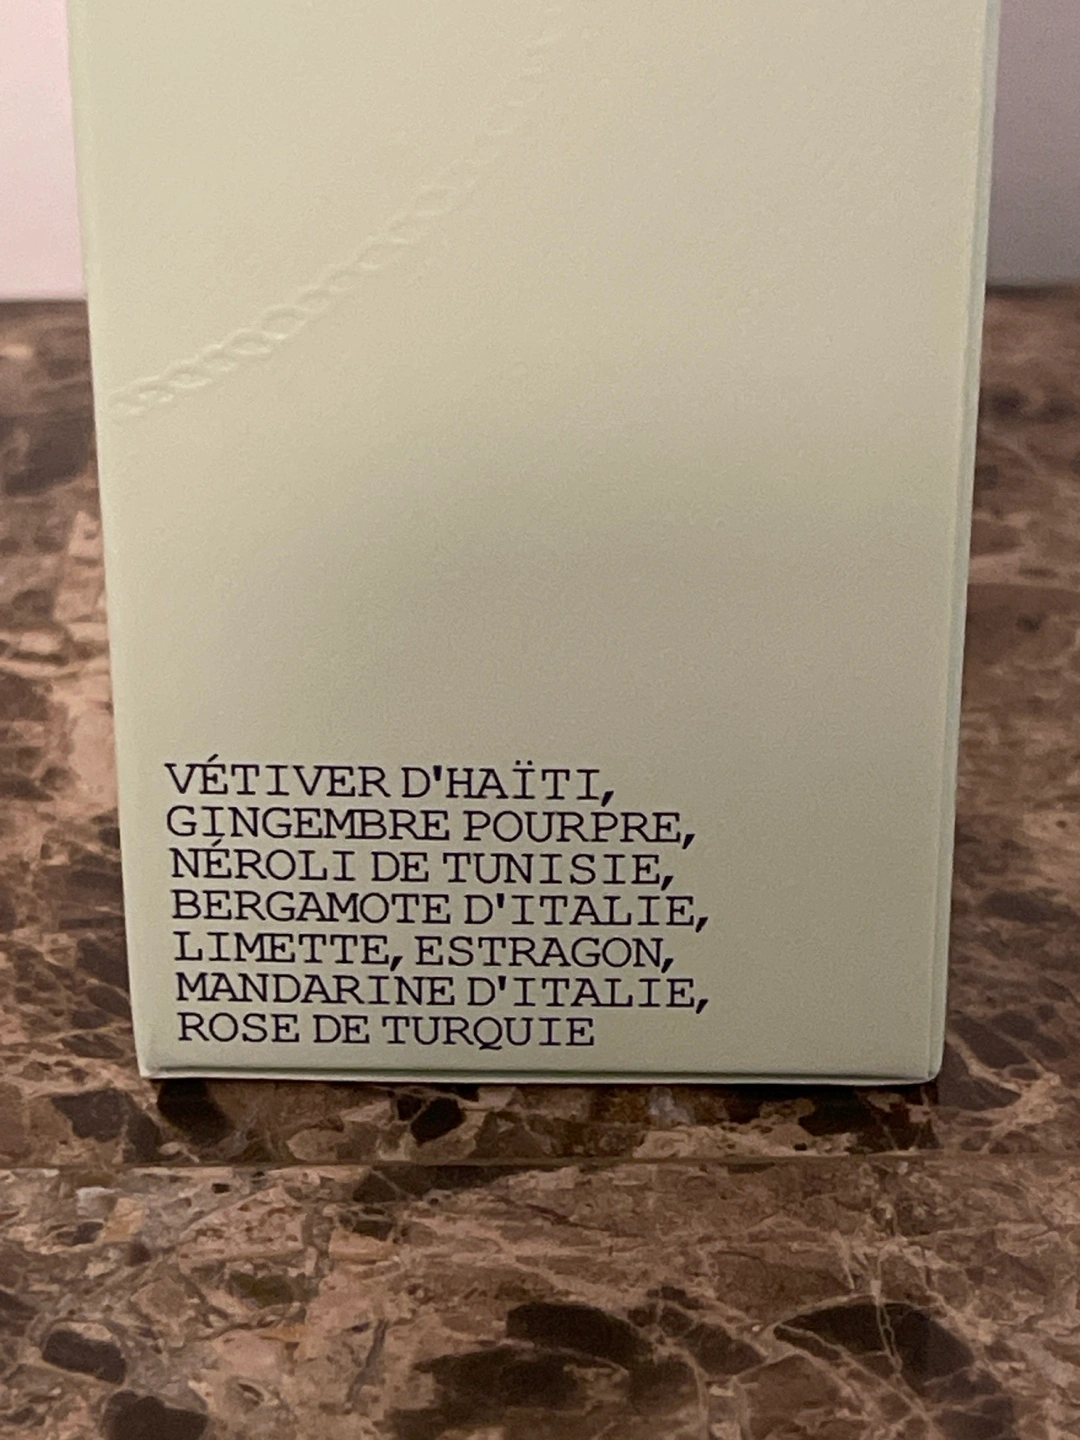 VÉTIVER D'HAÏTI,
GINGEMBRE POURPRE,
NÉROLI DE TUNISIE,
BERGAMOTE D'ITALIE,
LIMETTE, ESTRAGON,
MANDARINE D'ITALIE,
ROSE DE TURQUIE